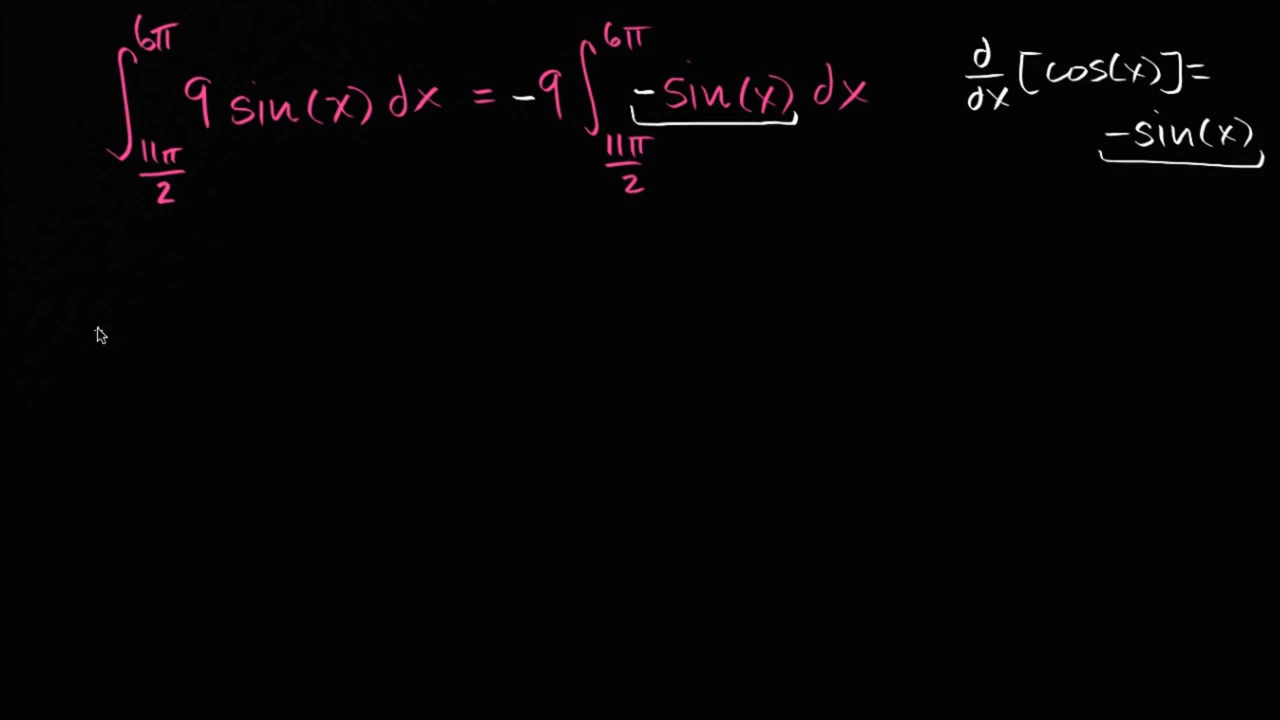 ∫_{11π/2}^{6π} 9 sin(x) dx = -9 ∫_{11π/2}^{6π} -sin(x) dx
d/dx [cos(x)] =
-sin(x)